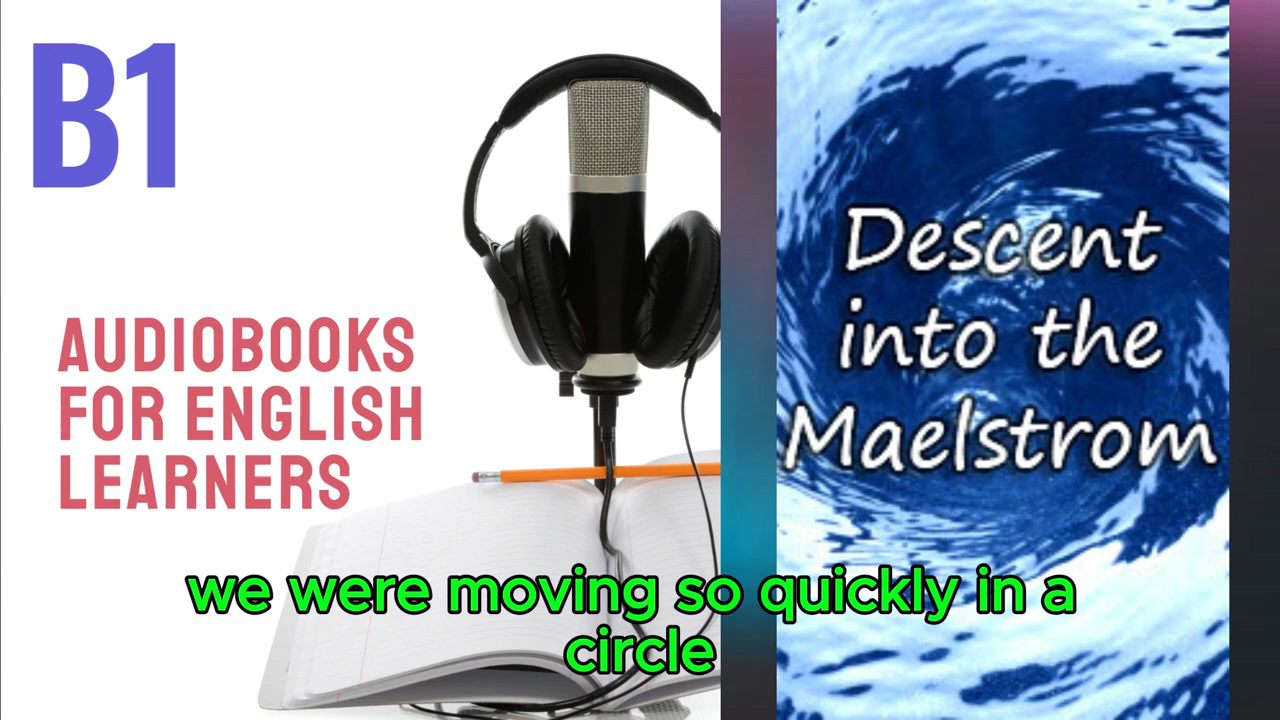 B1
AUDIOBOOKS
FOR ENGLISH
LEARNERS
Descent
into the
Maelstrom
we were moving so quickly in a
circle